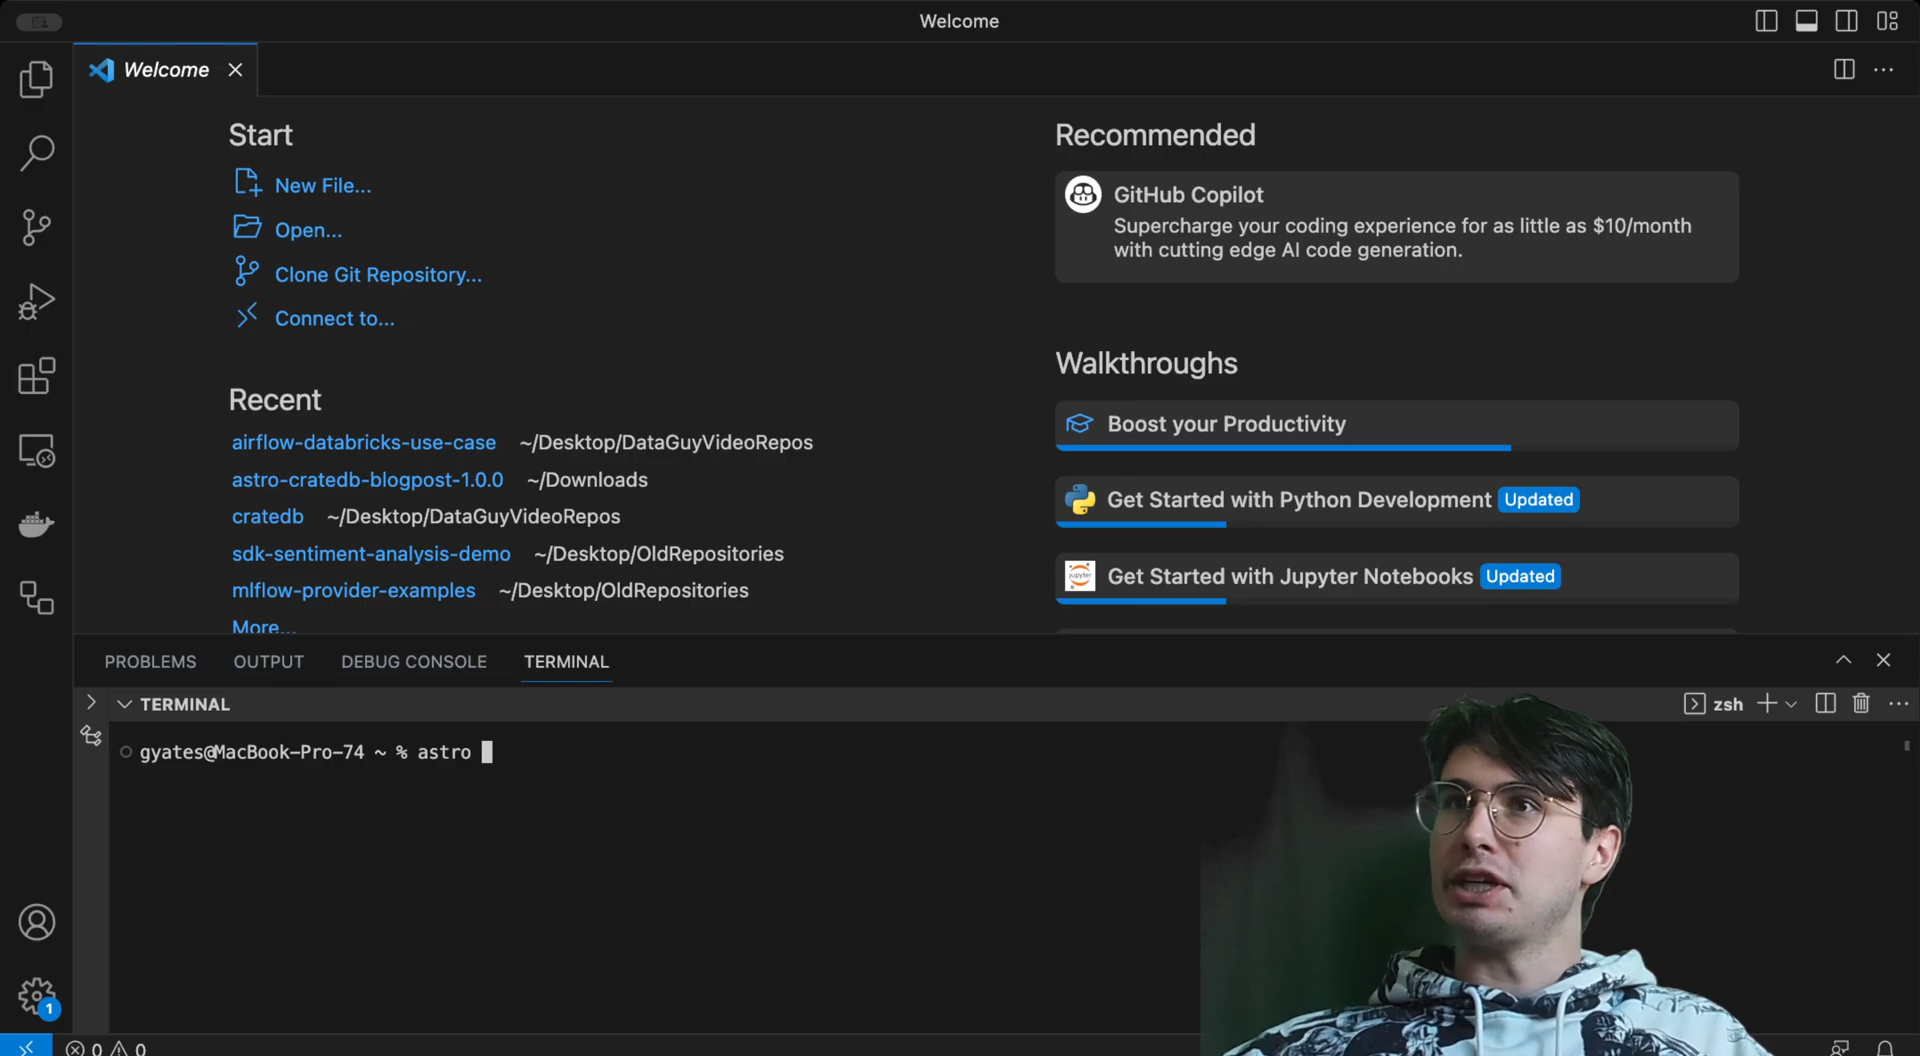 Welcome
Welcome
Start
New File...
Open...
Clone Git Repository...
Connect to...
Recent
airflow-databricks-use-case ~/Desktop/DataGuyVideoRepos
astro-cratedb-blogpost-1.0.0 ~/Downloads
cratedb ~/Desktop/DataGuyVideoRepos
sdk-sentiment-analysis-demo ~/Desktop/OldRepositories
mlflow-provider-examples ~/Desktop/OldRepositories
More...
Recommended
GitHub Copilot
Supercharge your coding experience for as little as $10/month
with cutting edge AI code generation.
Walkthroughs
Boost your Productivity
Get Started with Python Development Updated
jupyter
Get Started with Jupyter Notebooks Updated
PROBLEMS OUTPUT DEBUG CONSOLE TERMINAL
TERMINAL
zsh
gyates@MacBook-Pro-74 ~ % astro
1
0 0